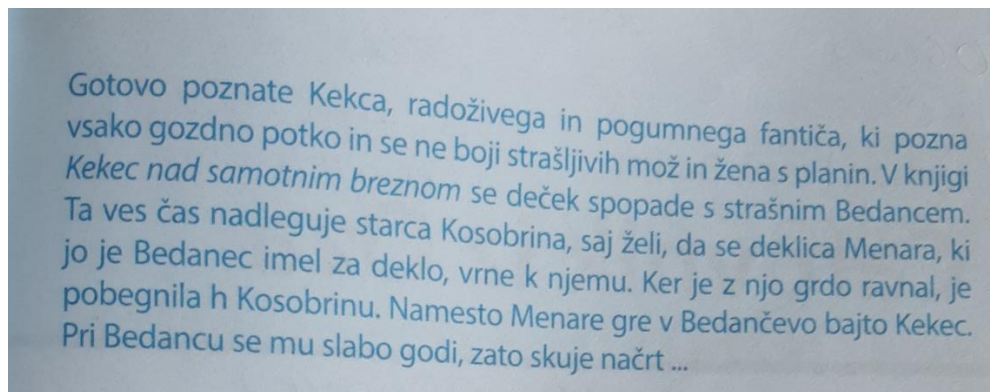 Gotovo poznate Kekca, radoživega in pogumnega fantiča, ki pozna
vsako gozdno potko in se ne boji strašljivih mož in žena s planin. V knjigi
Kekec nad samotnim breznom se deček spopade s strašnim Bedancem.
Ta ves čas nadleguje starca Kosobrina, saj želi, da se deklica Menara, ki
jo je Bedanec imel za deklo, vrne k njemu. Ker je z njo grdo ravnal, je
pobegnila h Kosobrinu. Namesto Menare gre v Bedančevo bajto Kekec.
Pri Bedancu se mu slabo godi, zato skuje načrt ...